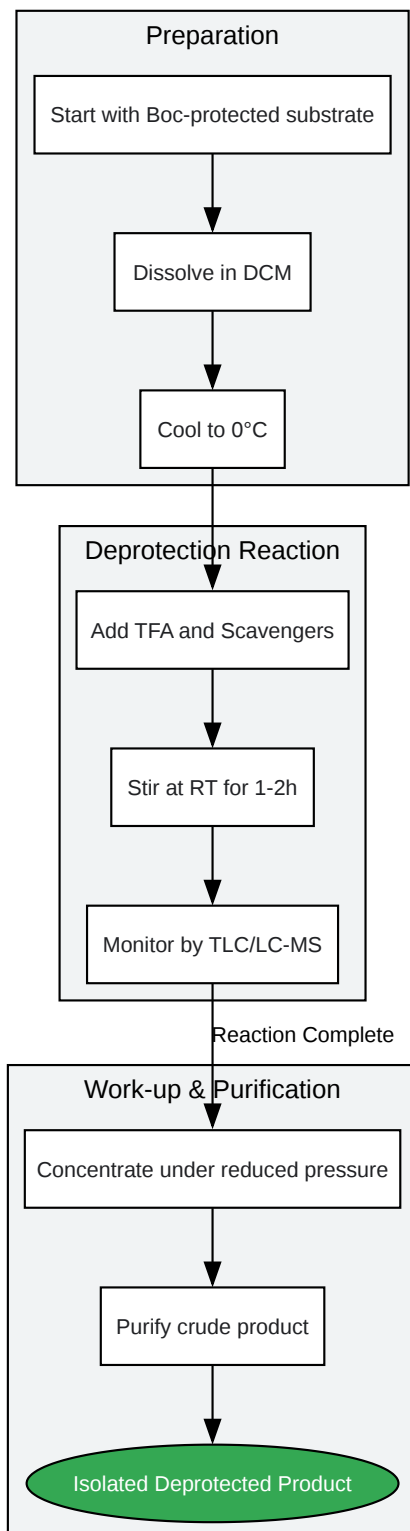 Preparation
Start with Boc-protected substrate
Dissolve in DCM
Cool to 0°C
Deprotection Reaction
Add TFA and Scavengers
Stir at RT for 1-2h
Monitor by TLC/LC-MS
Reaction Complete
Work-up & Purification
Concentrate under reduced pressure
Purify crude product
Isolated Deprotected Product